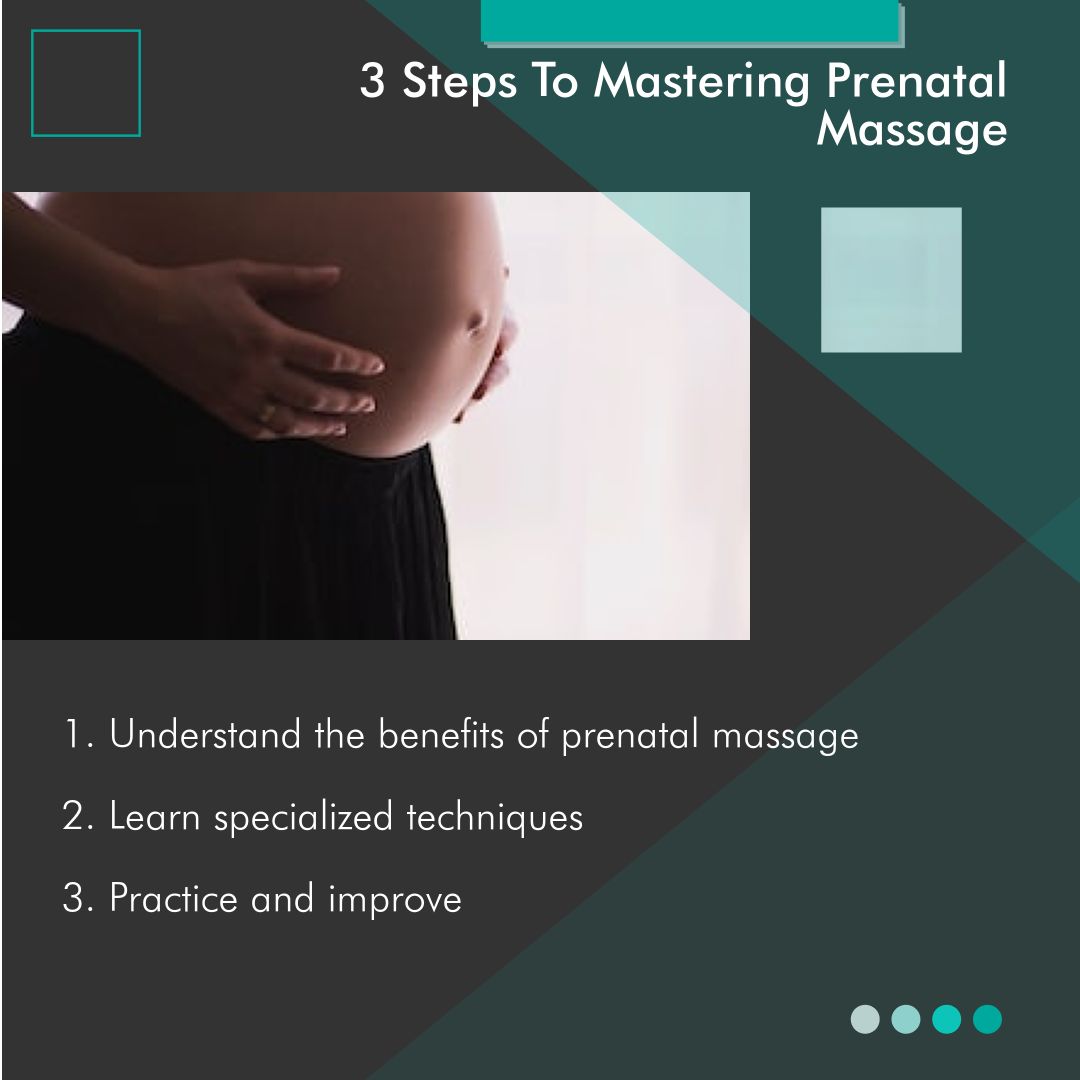 3 Steps To Mastering Prenatal
Massage
1. Understand the benefits of prenatal massage
2. Learn specialized techniques
3. Practice and improve